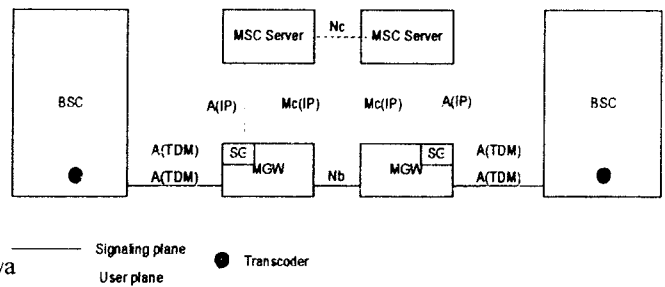 MSC Server Nc MSC Server
BSC
BSC
A(IP) Mc(IP) Mc(IP) A(IP)
A(TDM) SG SG A(TDM)
A(TDM) MGW Nb MGW A(TDM)
Signaling plane
va
Transcoder
User plane